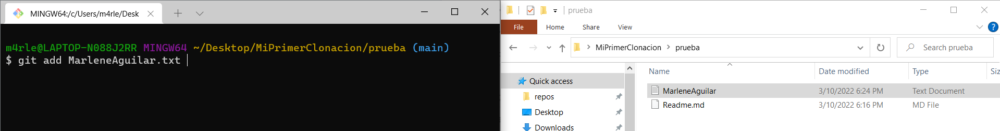 MINGW64:/c/Users/m4rle/Desk
m4rle@LAPTOP-N088J2RR MINGW64 ~/Desktop/MiPrimerClonacion/prueba (main)
$ git add MarleneAguilar.txt
prueba
File Home Share View
MiPrimerClonacion prueba
Search prueba
Quick access
repos
Desktop
Downloads
Name Date modified Type Siz
MarleneAguilar 3/10/2022 6:24 PM Text Document
Readme.md 3/10/2022 6:16 PM MD File